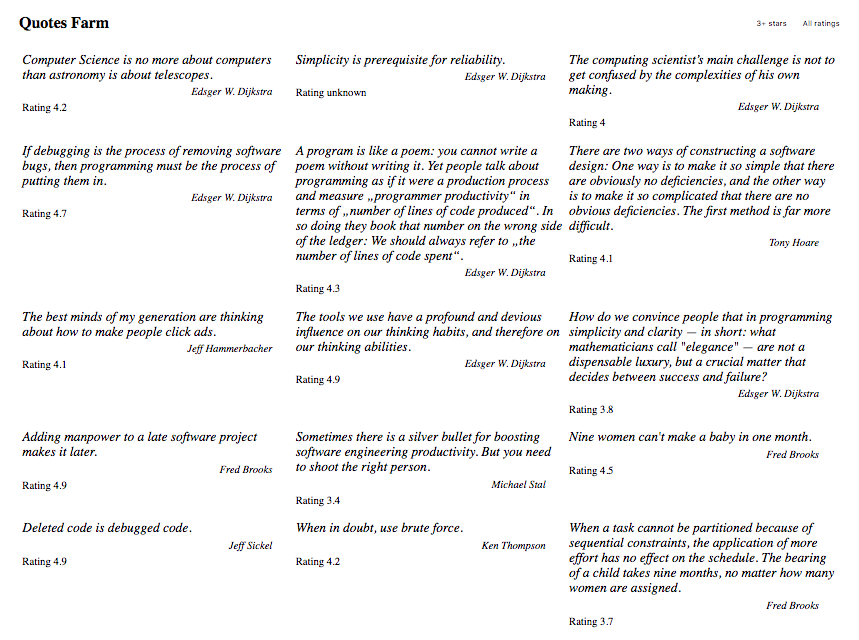 Quotes Farm
3+ stars
All ratings
Computer Science is no more about computers
than astronomy is about telescopes.
Edsger W. Dijkstra
Rating 4.2
Simplicity is prerequisite for reliability.
Edsger W. Dijkstra
Rating unknown
The computing scientist's main challenge is not to
get confused by the complexities of his own
making.
Edsger W. Dijkstra
Rating 4
If debugging is the process of removing software
bugs, then programming must be the process of
putting them in.
Edsger W. Dijkstra
Rating 4.7
A program is like a poem: you cannot write a
poem without writing it. Yet people talk about
programming as if it were a production process
and measure „programmer productivity“ in
terms of „number of lines of code produced“. In
so doing they book that number on the wrong side
of the ledger: We should always refer to „the
number of lines of code spent“.
Edsger W. Dijkstra
Rating 4.3
There are two ways of constructing a software
design: One way is to make it so simple that there
are obviously no deficiencies, and the other way
is to make it so complicated that there are no
obvious deficiencies. The first method is far more
difficult.
Tony Hoare
Rating 4.1
The best minds of my generation are thinking
about how to make people click ads.
Jeff Hammerbacher
Rating 4.1
The tools we use have a profound and devious
influence on our thinking habits, and therefore on
our thinking abilities.
Edsger W. Dijkstra
Rating 4.9
How do we convince people that in programming
simplicity and clarity — in short: what
mathematicians call "elegance" — are not a
dispensable luxury, but a crucial matter that
decides between success and failure?
Edsger W. Dijkstra
Rating 3.8
Adding manpower to a late software project
makes it later.
Fred Brooks
Rating 4.9
Sometimes there is a silver bullet for boosting
software engineering productivity. But you need
to shoot the right person.
Michael Stal
Rating 3.4
Nine women can't make a baby in one month.
Fred Brooks
Rating 4.5
Deleted code is debugged code.
Jeff Sickel
Rating 4.9
When in doubt, use brute force.
Ken Thompson
Rating 4.2
When a task cannot be partitioned because of
sequential constraints, the application of more
effort has no effect on the schedule. The bearing
of a child takes nine months, no matter how many
women are assigned.
Fred Brooks
Rating 3.7